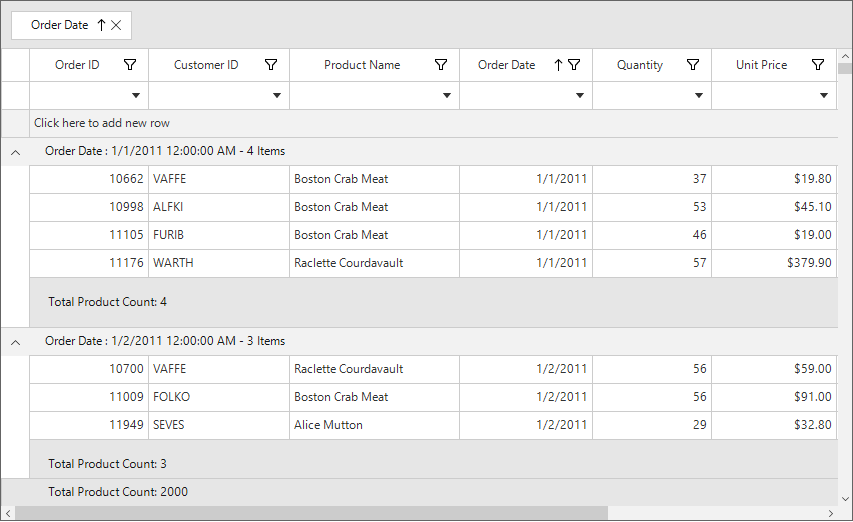 Order Date
Order ID Customer ID Product Name Order Date Quantity Unit Price
Click here to add new row
Order Date : 1/1/2011 12:00:00 AM - 4 Items
10662 VAFFE Boston Crab Meat 1/1/2011 37 $19.80
10998 ALFKI Boston Crab Meat 1/1/2011 53 $45.10
11105 FURIB Boston Crab Meat 1/1/2011 46 $19.00
11176 WARTH Raclette Courdavault 1/1/2011 57 $379.90
Total Product Count: 4
Order Date : 1/2/2011 12:00:00 AM - 3 Items
10700 VAFFE Raclette Courdavault 1/2/2011 56 $59.00
11009 FOLKO Boston Crab Meat 1/2/2011 56 $91.00
11949 SEVES Alice Mutton 1/2/2011 29 $32.80
Total Product Count: 3
Total Product Count: 2000